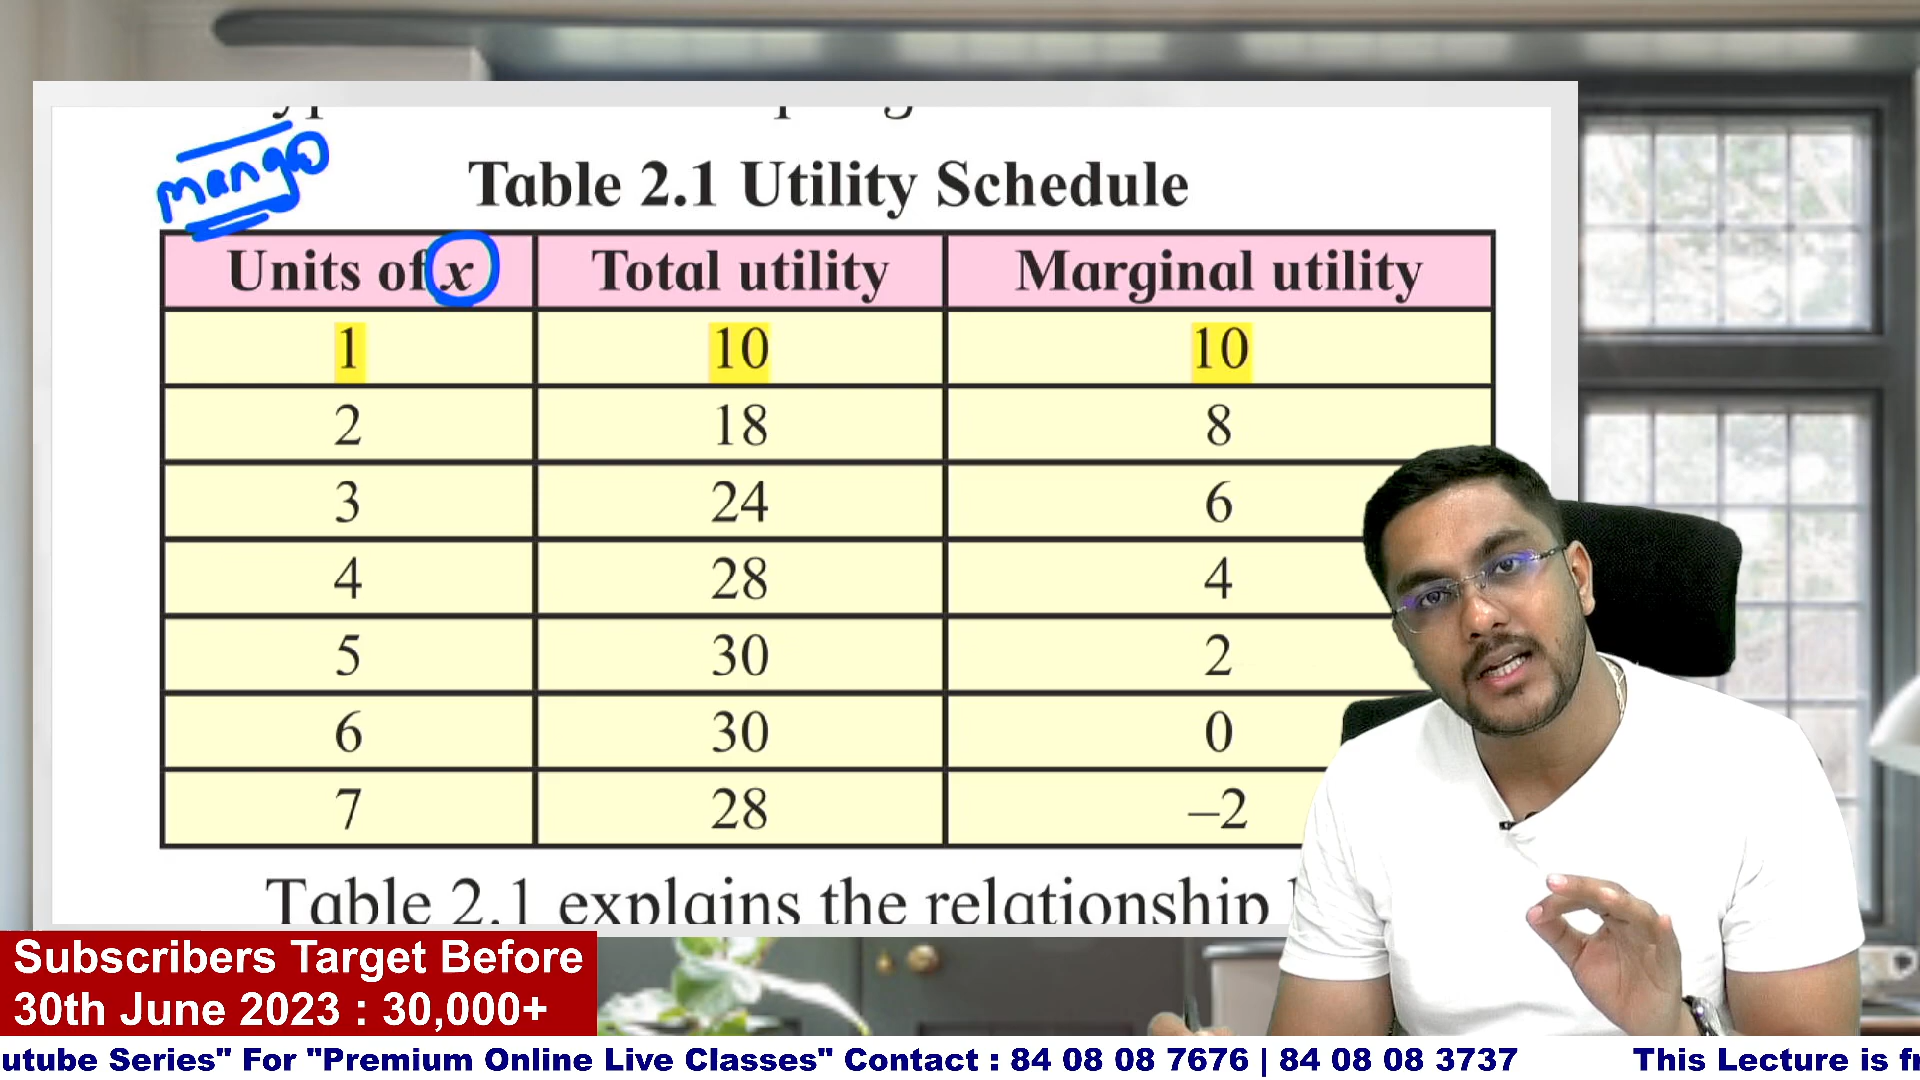 mango
Table 2.1 Utility Schedule
Units of x Total utility Marginal utility
1 10 10
2 18 8
3 24 6
4 28 4
5 30 2
6 30 0
7 28 –2
Table 2.1 explains the relationship
Subscribers Target Before
30th June 2023 : 30,000+
utube Series" For "Premium Online Live Classes" Contact : 84 08 08 7676 | 84 08 08 3737 This Lecture is fr